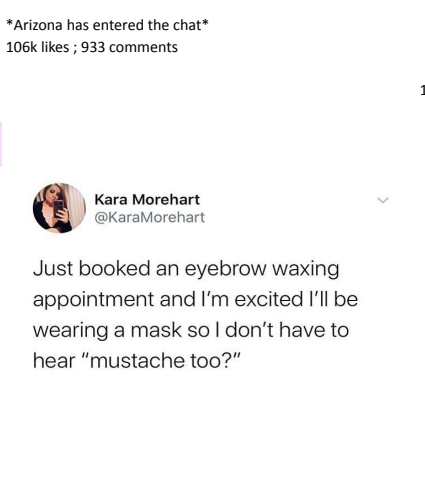 *Arizona has entered the chat*
106k likes ; 933 comments
1
Kara Morehart
@KaraMorehart
Just booked an eyebrow waxing
appointment and I’m excited I’ll be
wearing a mask so I don’t have to
hear “mustache too?”